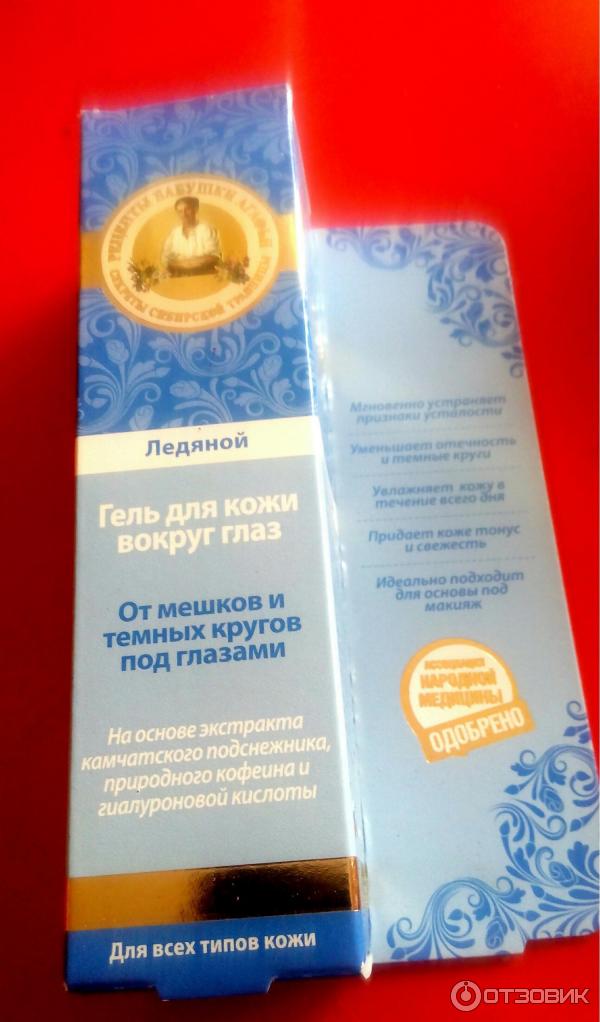 РЕЦЕПТЫ БАБУШКИ АГАФЬИ
СЕКРЕТЫ СИБИРСКОЙ ТРАВНИЦЫ
Ледяной
Гель для кожи
вокруг глаз
От мешков и
темных кругов
под глазами
На основе экстракта
камчатского подснежника,
природного кофеина и
гиалуроновой кислоты
Для всех типов кожи
Мгновенно устраняет
признаки усталости
Уменьшает отечность
и темные круги
Увлажняет кожу в
течение всего дня
Придает коже тонус
и свежесть
Идеально подходит
для основы под
макияж
АССОЦИАЦИЯ
НАРОДНОЙ
МЕДИЦИНЫ
ОДОБРЕНО
ОТЗОВИК